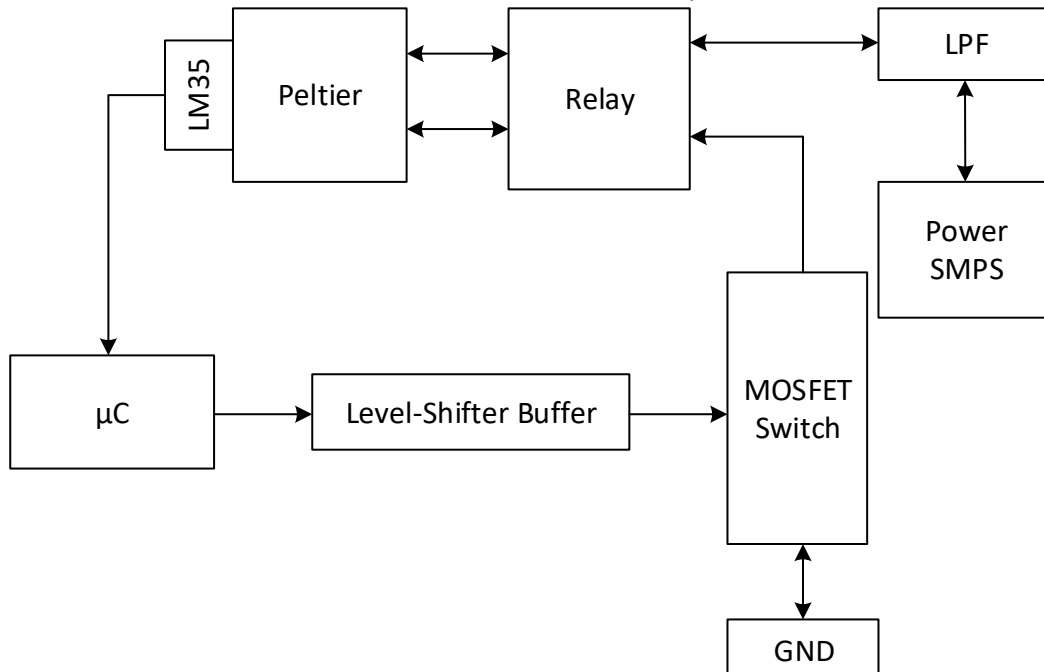 LM35
Peltier
Relay
LPF
Power
SMPS
µC
Level-Shifter Buffer
MOSFET
Switch
GND